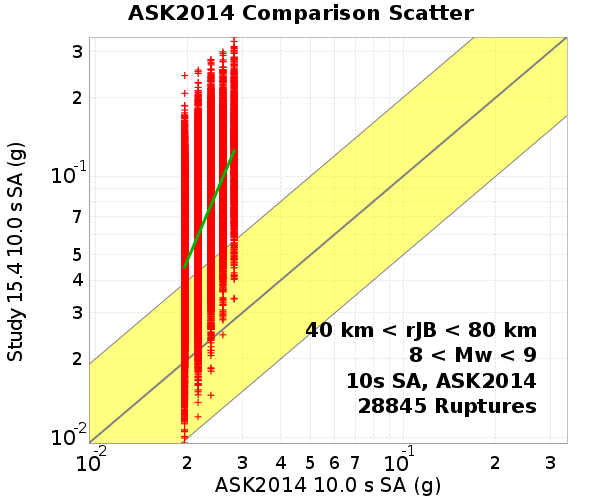 ASK2014 Comparison Scatter
Study 15.4 10.0 s SA (g)
3
2
10-1
7
5
4
3
2
10-2
10-2 2 3 4 5 6 7 10-1 2 3
ASK2014 10.0 s SA (g)
40 km < rJB < 80 km
8 < Mw < 9
10s SA, ASK2014
28845 Ruptures